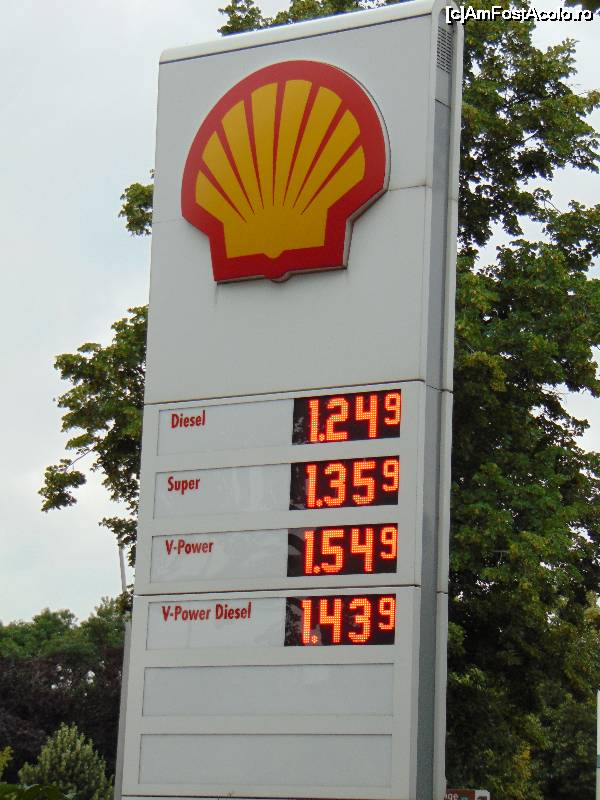 [c]AmFostAcolo.ro
Diesel 1.249
Super 1.359
V-Power 1.549
V-Power Diesel 1.439